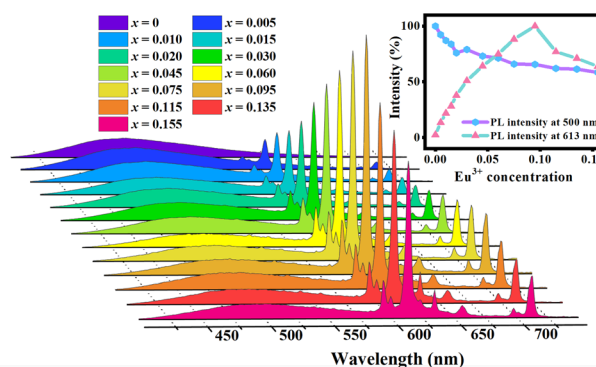 x = 0
x = 0.005
x = 0.010
x = 0.015
x = 0.020
x = 0.030
x = 0.045
x = 0.060
x = 0.075
x = 0.095
x = 0.115
x = 0.135
x = 0.155
100
50
0
Intensity (%)
PL intensity at 500 nm
PL intensity at 613 nm
0.00 0.05 0.10 0.15
Eu³⁺ concentration
450 500 550 600 650 700
Wavelength (nm)